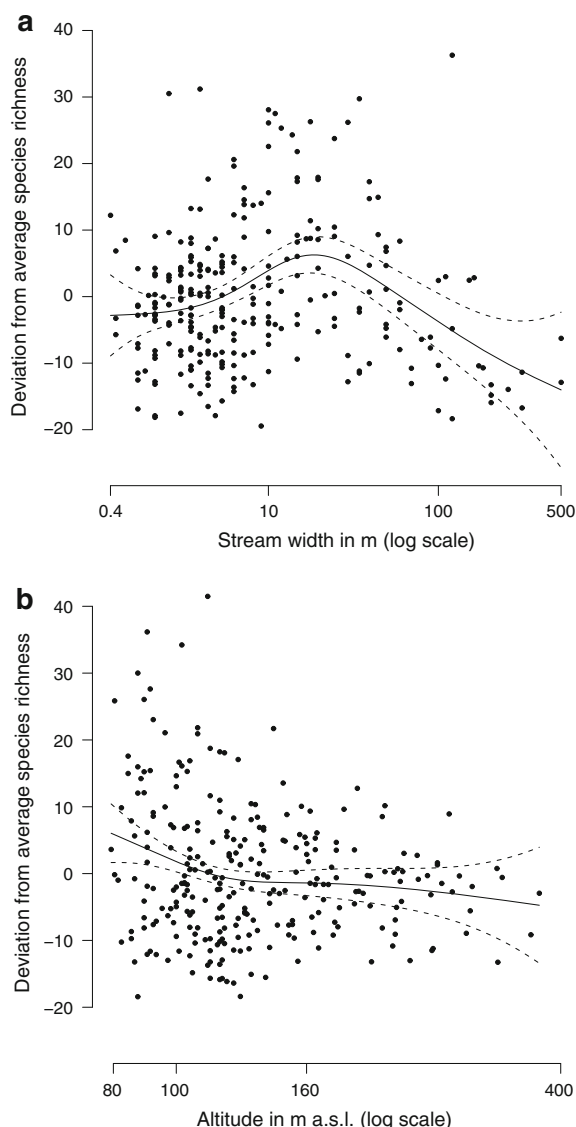 a
Deviation from average species richness
40
30
20
10
0
−10
−20
0.4 10 100 500
Stream width in m (log scale)
b
Deviation from average species richness
40
30
20
10
0
−10
−20
80 100 160 400
Altitude in m a.s.l. (log scale)